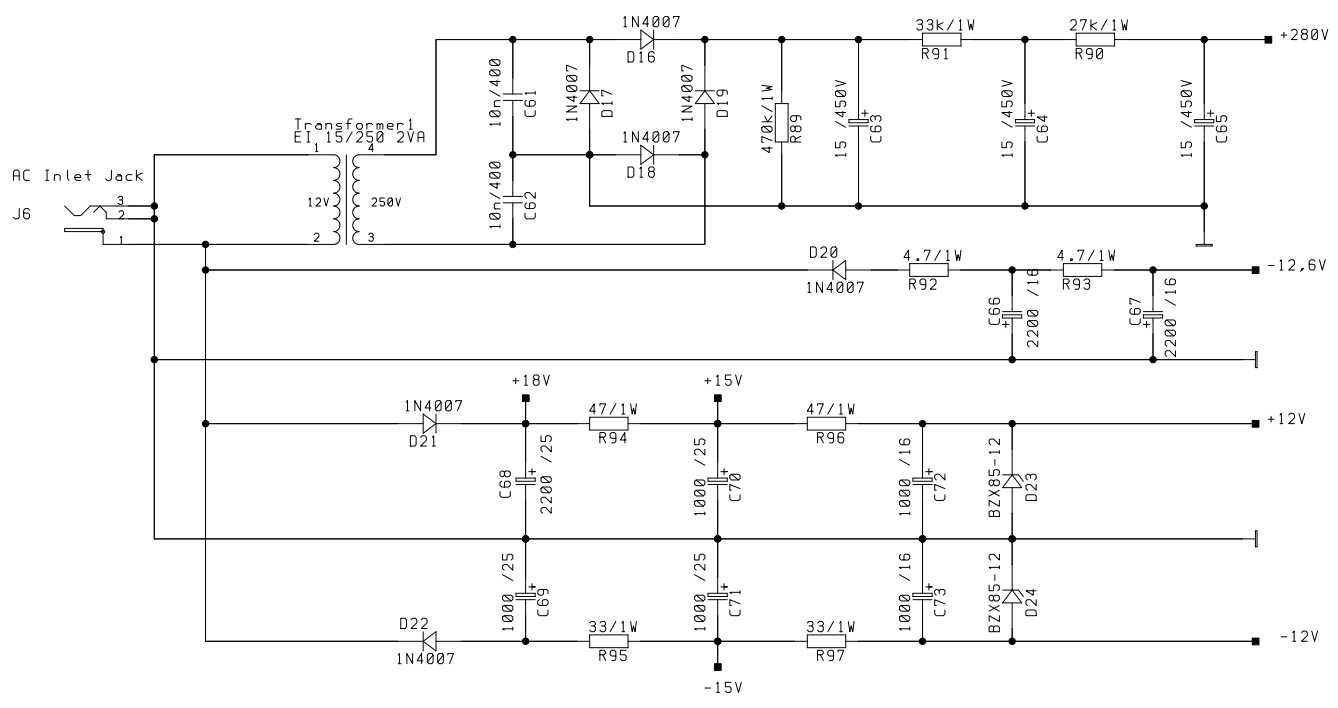 1N4007
D16
33k/1W
R91
27k/1W
R90
+280V
10n/400
C61
1N4007
D17
1N4007
D19
1N4007
D18
470k/1W
R89
15 /450V
C63
15 /450V
C64
15 /450V
C65
Transformer1
EI 15/250 2VA
1
4
12V
250V
2
3
AC Inlet Jack
J6
3
2
1
10n/400
C62
D20
1N4007
4.7/1W
R92
4.7/1W
R93
-12,6V
C66
2200 /16
C67
2200 /16
+18V
+15V
1N4007
D21
47/1W
R94
47/1W
R96
+12V
C68
2200 /25
1000 /25
C70
1000 /16
C72
BZX85-12
D23
1000 /25
C69
1000 /25
C71
1000 /16
C73
BZX85-12
D24
D22
1N4007
33/1W
R95
33/1W
R97
-12V
-15V